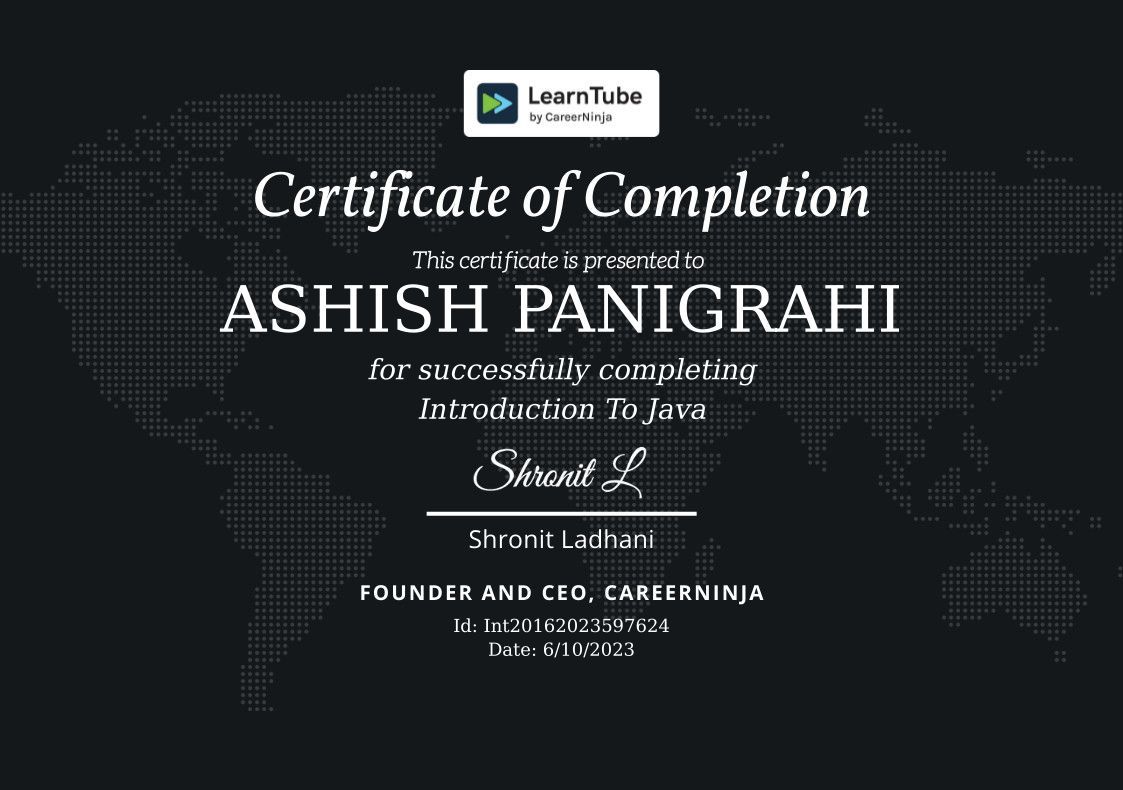 LearnTube
by CareerNinja
Certificate of Completion
This certificate is presented to
ASHISH PANIGRAHI
for successfully completing
Introduction To Java
Shronit L
Shronit Ladhani
FOUNDER AND CEO, CAREERNINJA
Id: Int20162023597624
Date: 6/10/2023